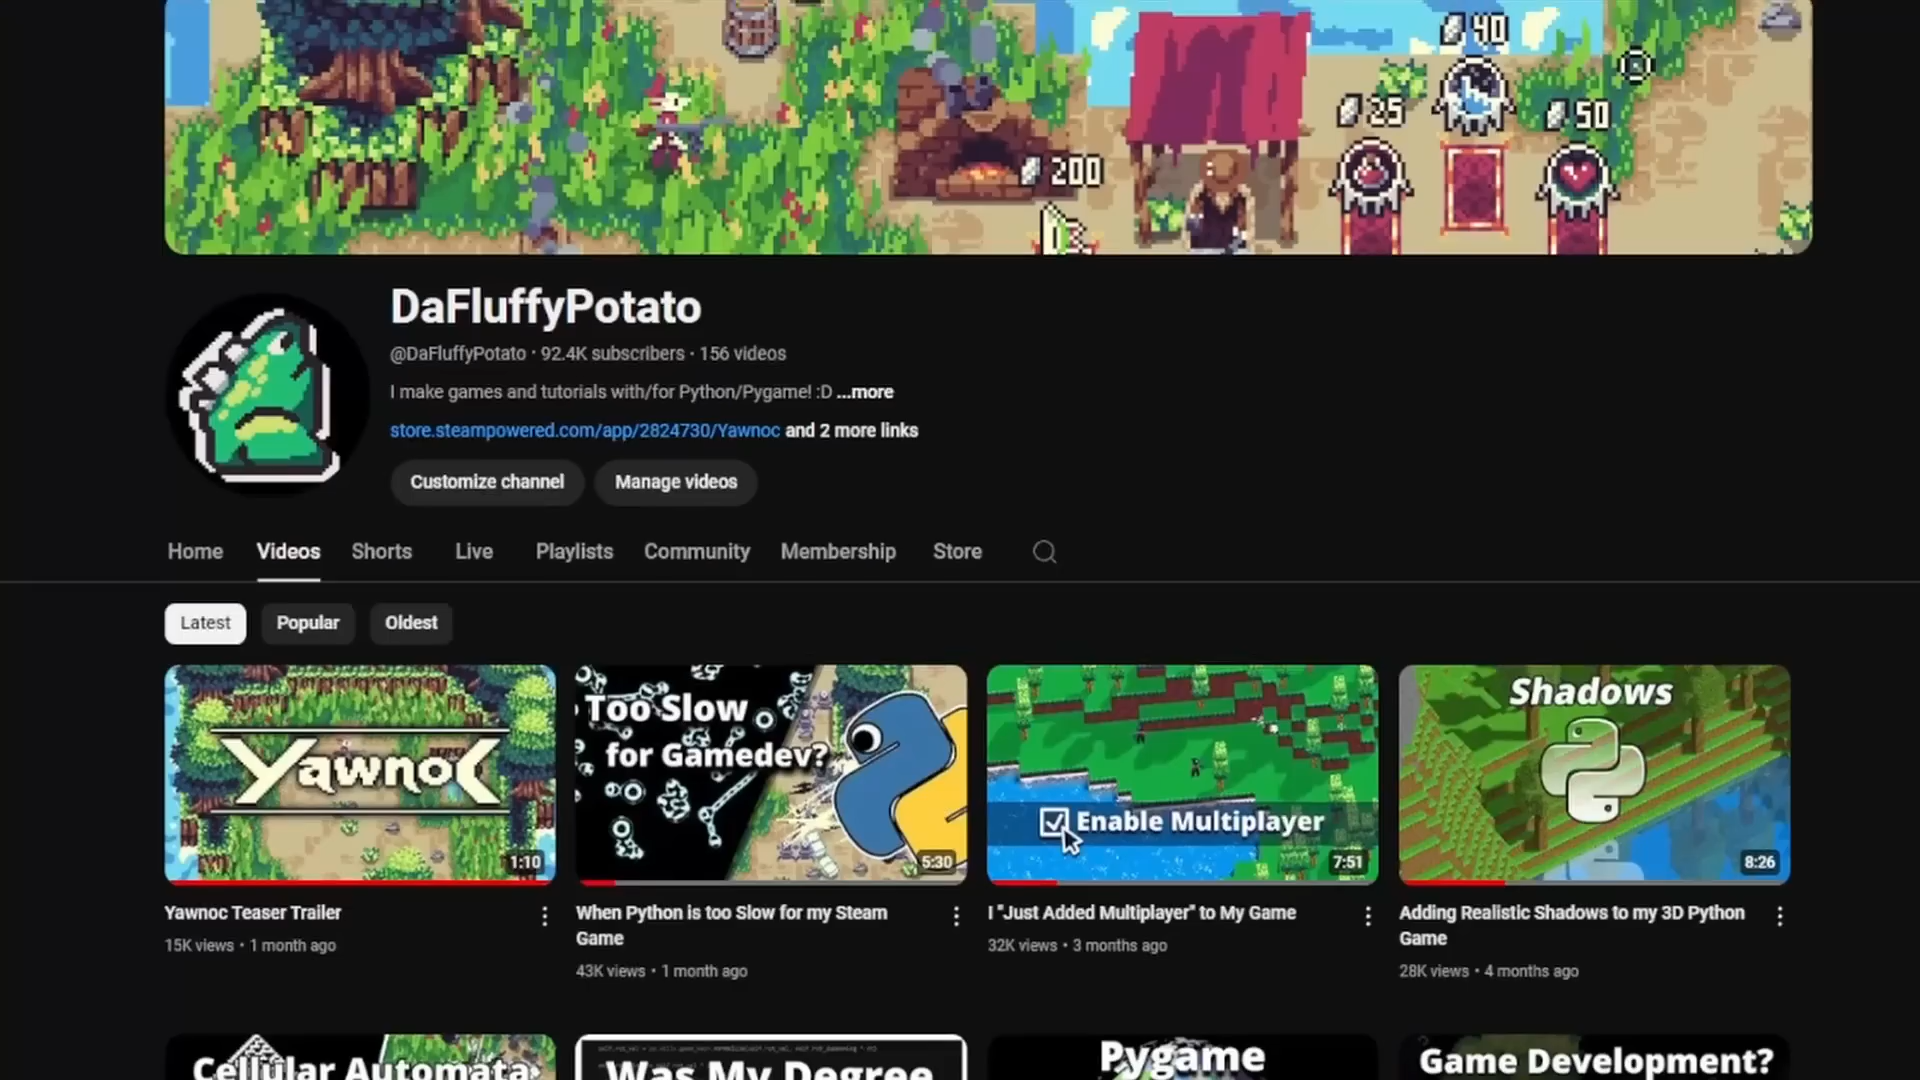 40
25
50
200
DaFluffyPotato
@DaFluffyPotato · 92.4K subscribers · 156 videos
I make games and tutorials with/for Python/Pygame! :D ...more
store.steampowered.com/app/2824730/Yawnoc and 2 more links
Customize channel
Manage videos
Home
Videos
Shorts
Live
Playlists
Community
Membership
Store
Latest
Popular
Oldest
Yawnoc
1:10
Too Slow
for Gamedev?
5:30
Enable Multiplayer
7:51
Shadows
8:26
Yawnoc Teaser Trailer
15K views · 1 month ago
When Python is too Slow for my Steam
Game
43K views · 1 month ago
I "Just Added Multiplayer" to My Game
32K views · 3 months ago
Adding Realistic Shadows to my 3D Python
Game
28K views · 4 months ago
Cellular Automata
Was My Degree
Pygame
Game Development?